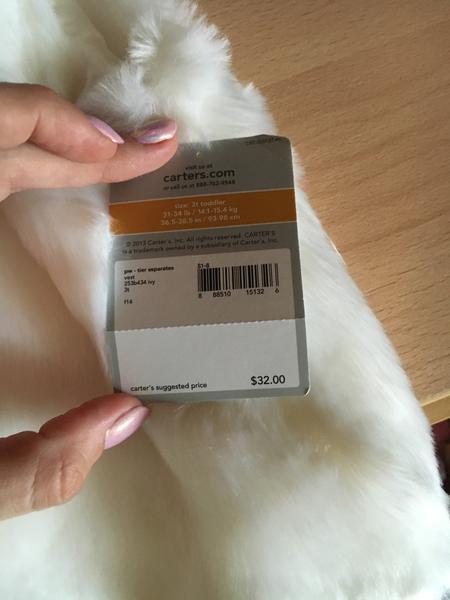 visit us at
carters.com
or call us at 888-782-9548
size: 3t toddler
31-34 lb / 14.1-15.4 kg
36.5-38.5 in / 93-98 cm
© 2013 Carter's, Inc. All rights reserved. CARTER'S
is a trademark owned by a subsidiary of Carter's, Inc.
pw - tier separates
vest
253b434 ivy
3t
f16
S1-8
8 88510 15132 6
carter's suggested price
$32.00